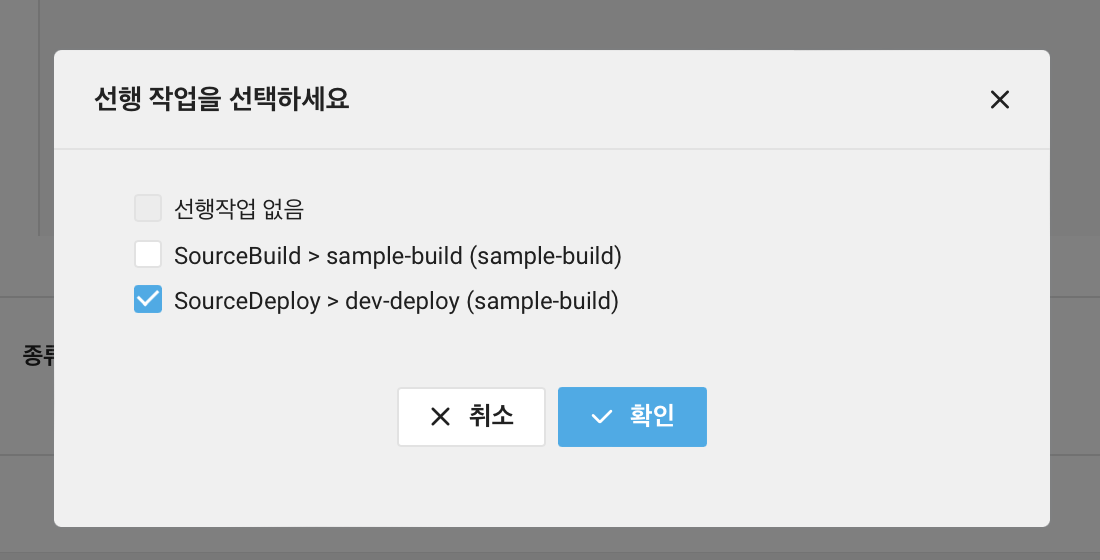 선행 작업을 선택하세요
선행작업 없음
SourceBuild > sample-build (sample-build)
SourceDeploy > dev-deploy (sample-build)
종류
취소
확인